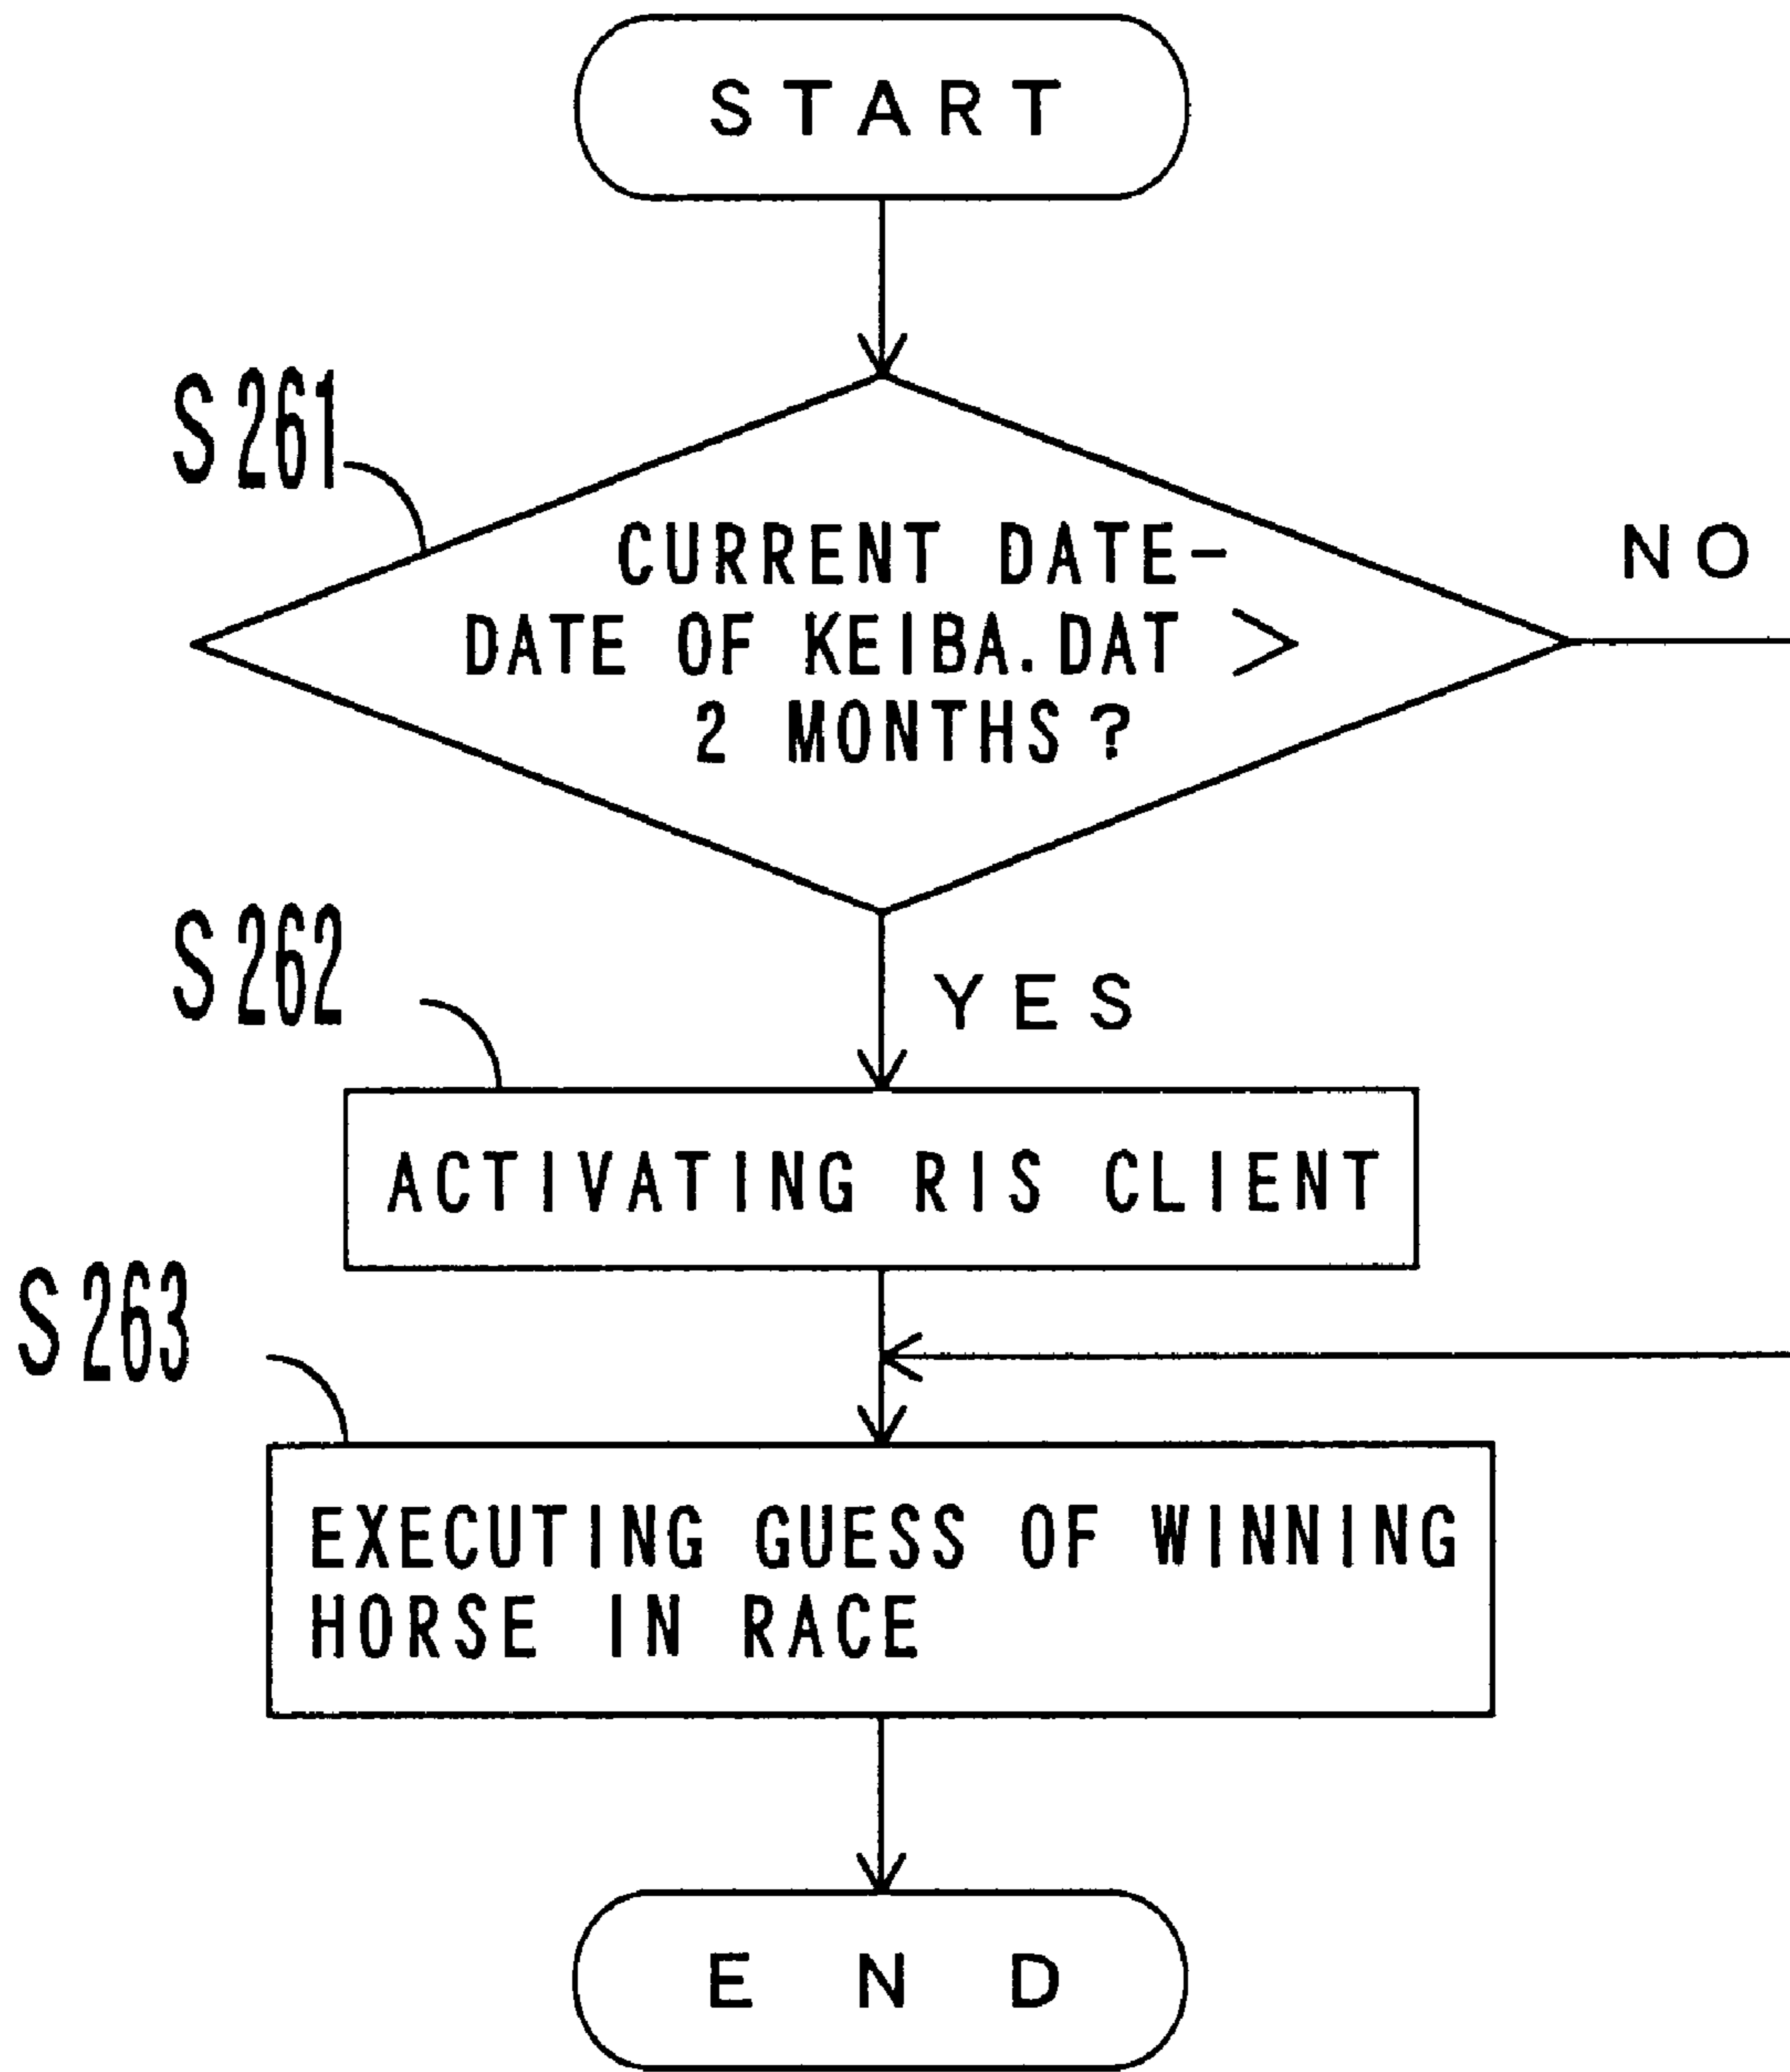 START
S261
CURRENT DATE-
DATE OF KEIBA.DAT >
2 MONTHS?
NO
S262
YES
ACTIVATING RIS CLIENT
S263
EXECUTING GUESS OF WINNING
HORSE IN RACE
END